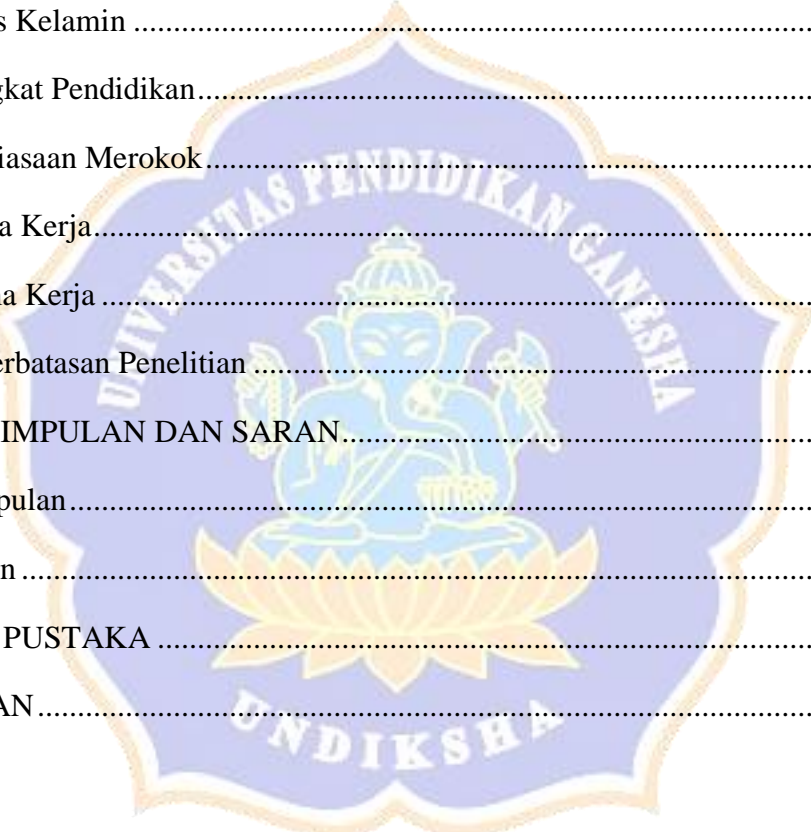 s Kelamin ..........................................................................................
gkat Pendidikan..................................................................................
iasaan Merokok.................................................................................
a Kerja...............................................................................................
a Kerja ..............................................................................................
erbatasan Penelitian ...........................................................................
IMPULAN DAN SARAN...............................................................
pulan..................................................................................................
n .......................................................................................................
PUSTAKA .......................................................................................
AN.....................................................................................................
UNIVERSITAS PENDIDIKAN GANESHA
UNDIKSHA